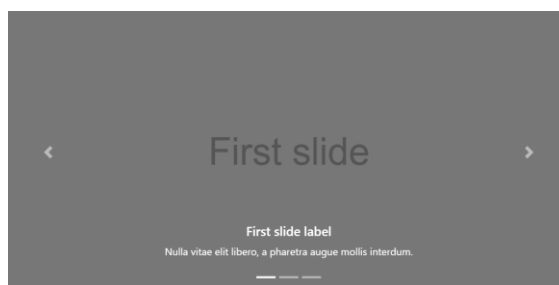 First slide
First slide label
Nulla vitae elit libero, a pharetra augue mollis interdum.